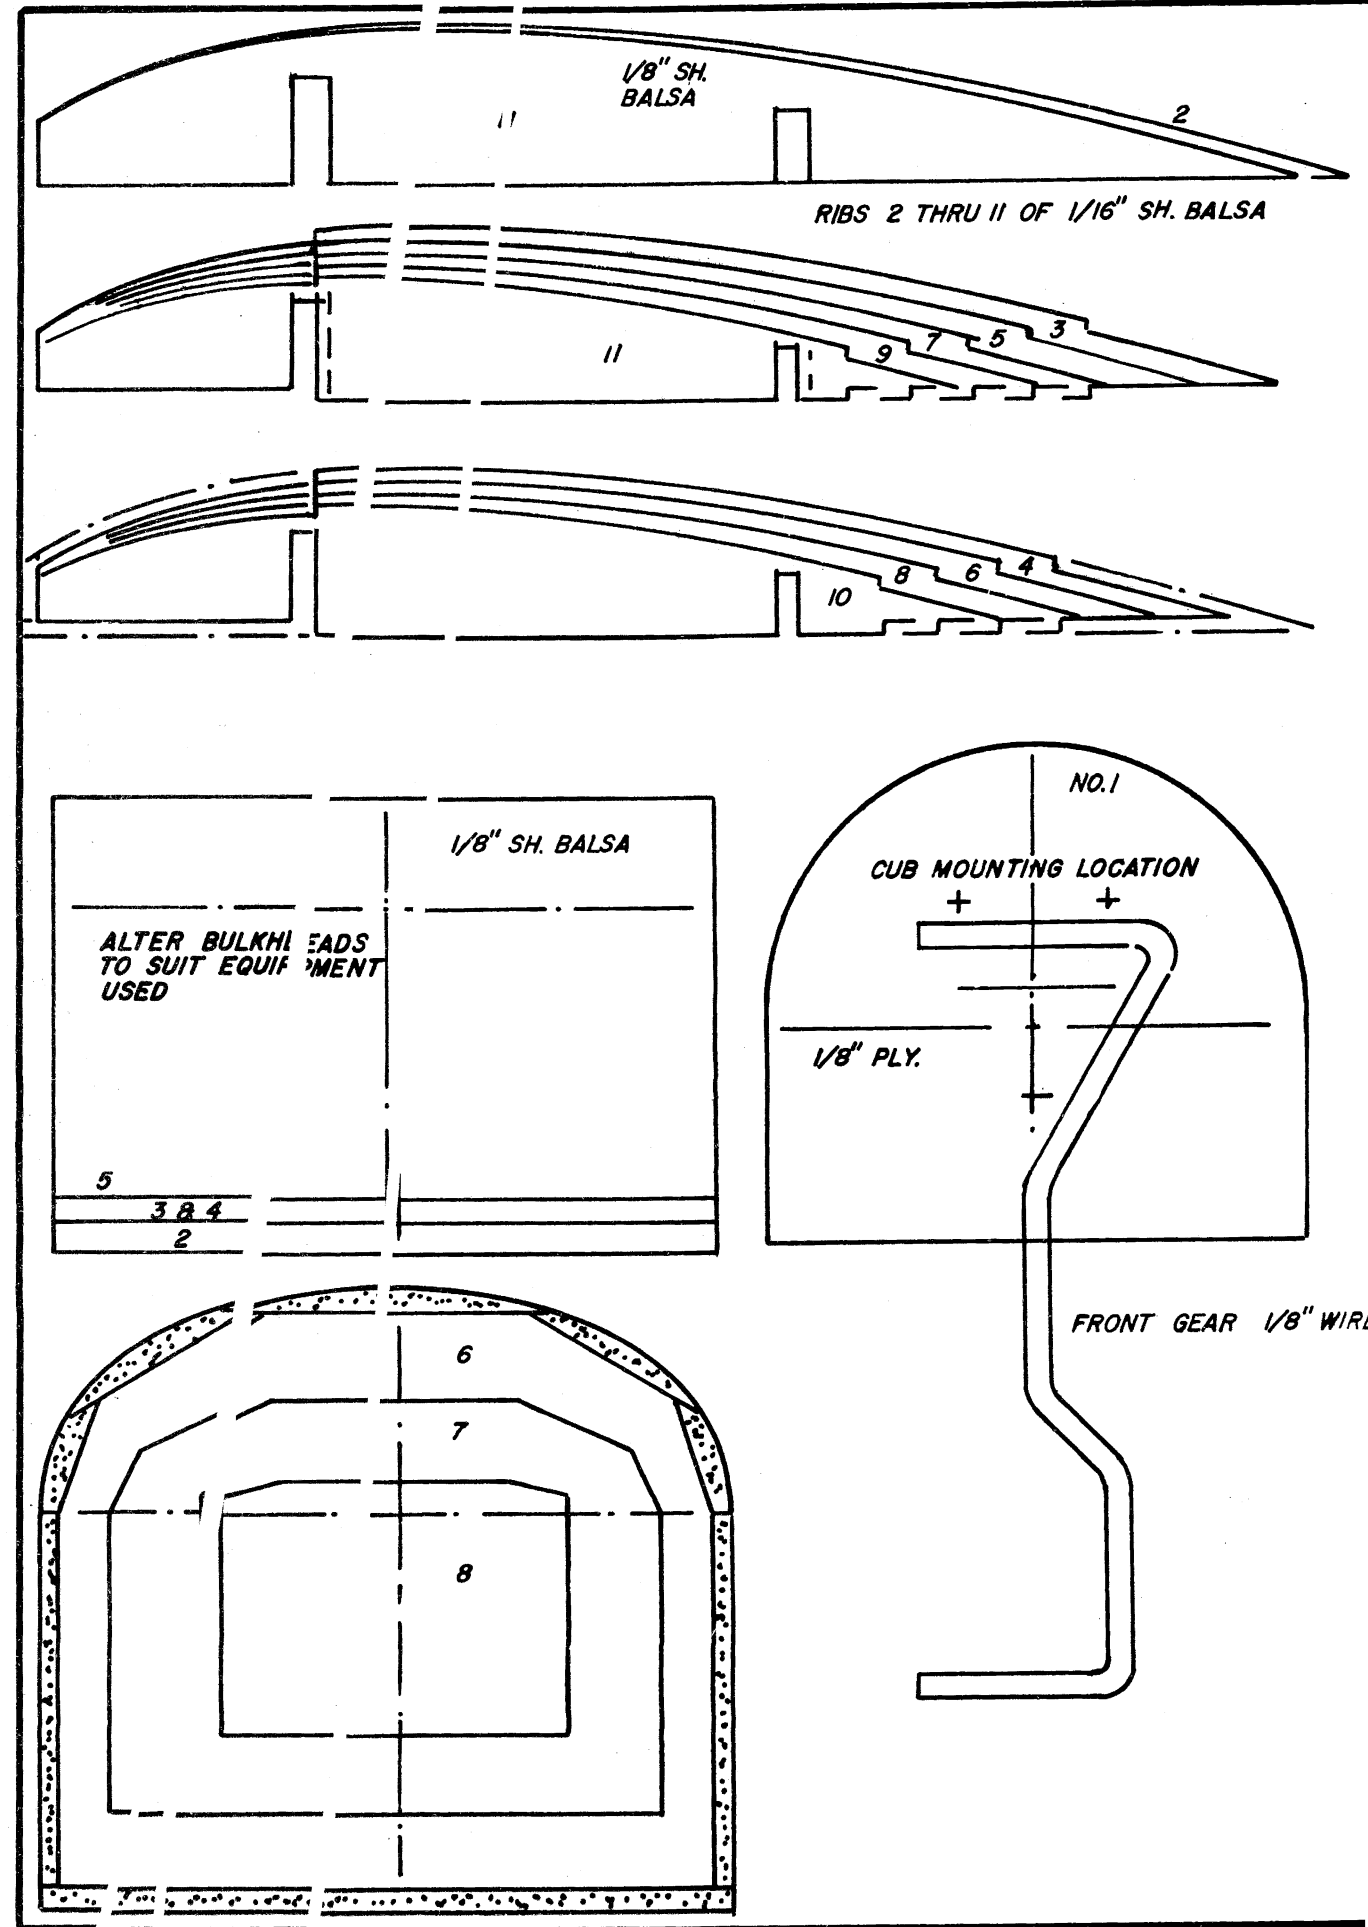 1/8" SH.
BALSA
11
2
RIBS 2 THRU 11 OF 1/16" SH. BALSA
11
3
5
7
9
4
6
8
10
NO.1
1/8" SH. BALSA
CUB MOUNTING LOCATION
ALTER BULKH EADS
TO SUIT EQUIPMENT
USED
1/8" PLY.
5
3 & 4
2
FRONT GEAR 1/8" WIRE
6
7
8